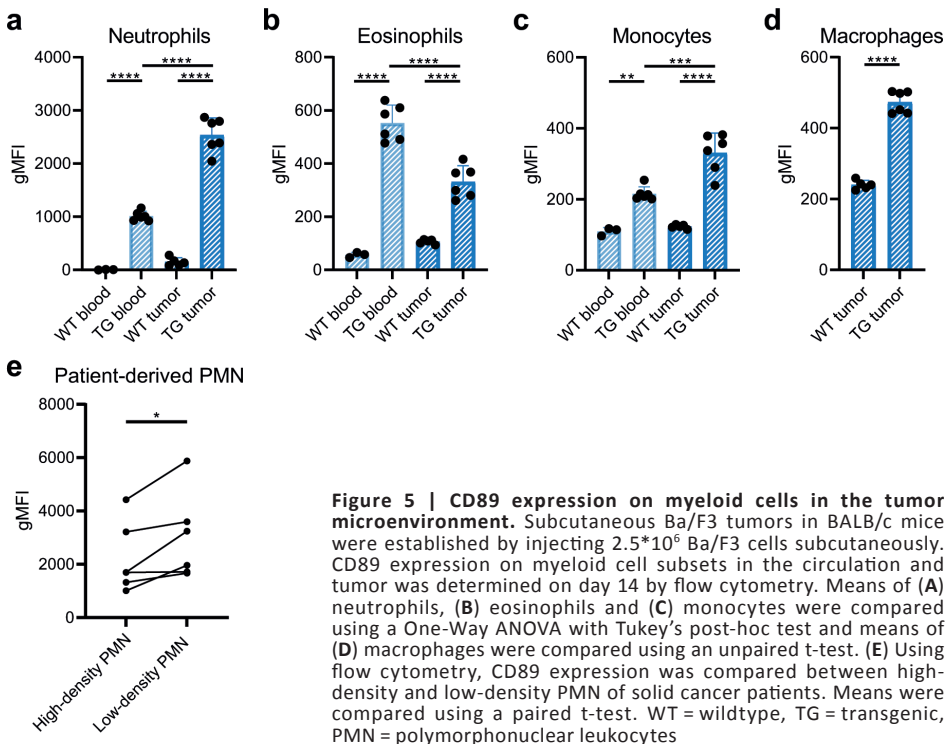 a
Neutrophils
gMFI
4000
3000
2000
1000
0
****
**** ****
WT blood
TG blood
WT tumor
TG tumor
b
Eosinophils
gMFI
800
600
400
200
0
****
**** ****
WT blood
TG blood
WT tumor
TG tumor
c
Monocytes
gMFI
600
400
200
0
***
** ****
WT blood
TG blood
WT tumor
TG tumor
d
Macrophages
gMFI
600
400
200
0
****
WT tumor
TG tumor
e
Patient-derived PMN
gMFI
8000
6000
4000
2000
0
*
High-density PMN
Low-density PMN
Figure 5 | CD89 expression on myeloid cells in the tumor
microenvironment. Subcutaneous Ba/F3 tumors in BALB/c mice
were established by injecting 2.5*10⁶ Ba/F3 cells subcutaneously.
CD89 expression on myeloid cell subsets in the circulation and
tumor was determined on day 14 by flow cytometry. Means of (A)
neutrophils, (B) eosinophils and (C) monocytes were compared
using a One-Way ANOVA with Tukey's post-hoc test and means of
(D) macrophages were compared using an unpaired t-test. (E) Using
flow cytometry, CD89 expression was compared between high-
density and low-density PMN of solid cancer patients. Means were
compared using a paired t-test. WT = wildtype, TG = transgenic,
PMN = polymorphonuclear leukocytes